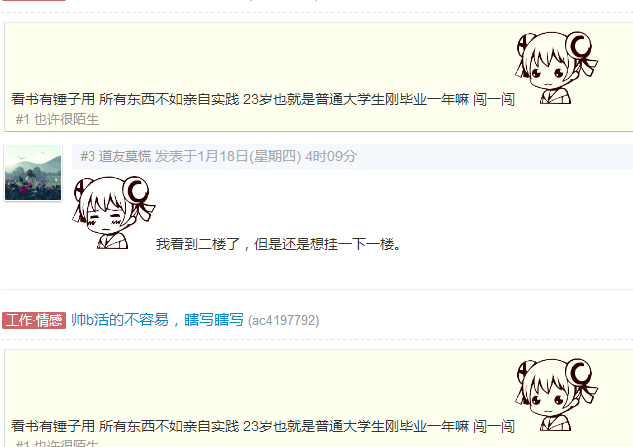 看书有锤子用 所有东西不如亲自实践 23岁也就是普通大学生刚毕业一年嘛 闯一闯
#1 也许很陌生
#3 道友莫慌 发表于1月18日(星期四) 4时09分
我看到二楼了，但是还是想挂一下一楼。
工作·情感 帅b活的不容易，瞎写瞎写 (ac4197792)
看书有锤子用 所有东西不如亲自实践 23岁也就是普通大学生刚毕业一年嘛 闯一闯
#1 也许很陌生